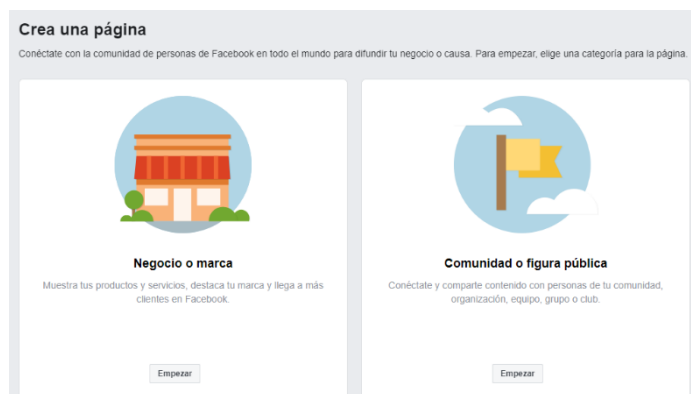 Crea una página
Conéctate con la comunidad de personas de Facebook en todo el mundo para difundir tu negocio o causa. Para empezar, elige una categoría para la página.
Negocio o marca
Muestra tus productos y servicios, destaca tu marca y llega a más
clientes en Facebook.
Empezar
Comunidad o figura pública
Conéctate y comparte contenido con personas de tu comunidad,
organización, equipo, grupo o club.
Empezar